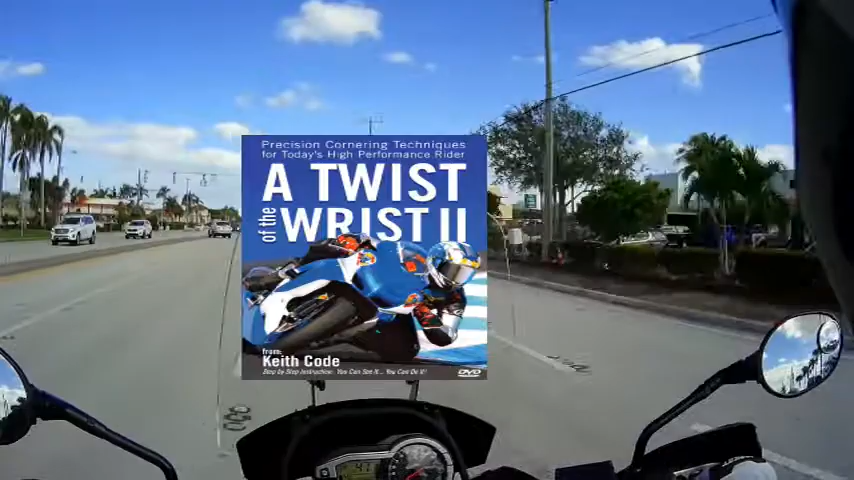 Precision Cornering Techniques
for Today's High Performance Rider
A TWIST
of the WRIST II
from:
Keith Code
Step by Step Instruction: You Can See It... You Can Do It!
DVD
47